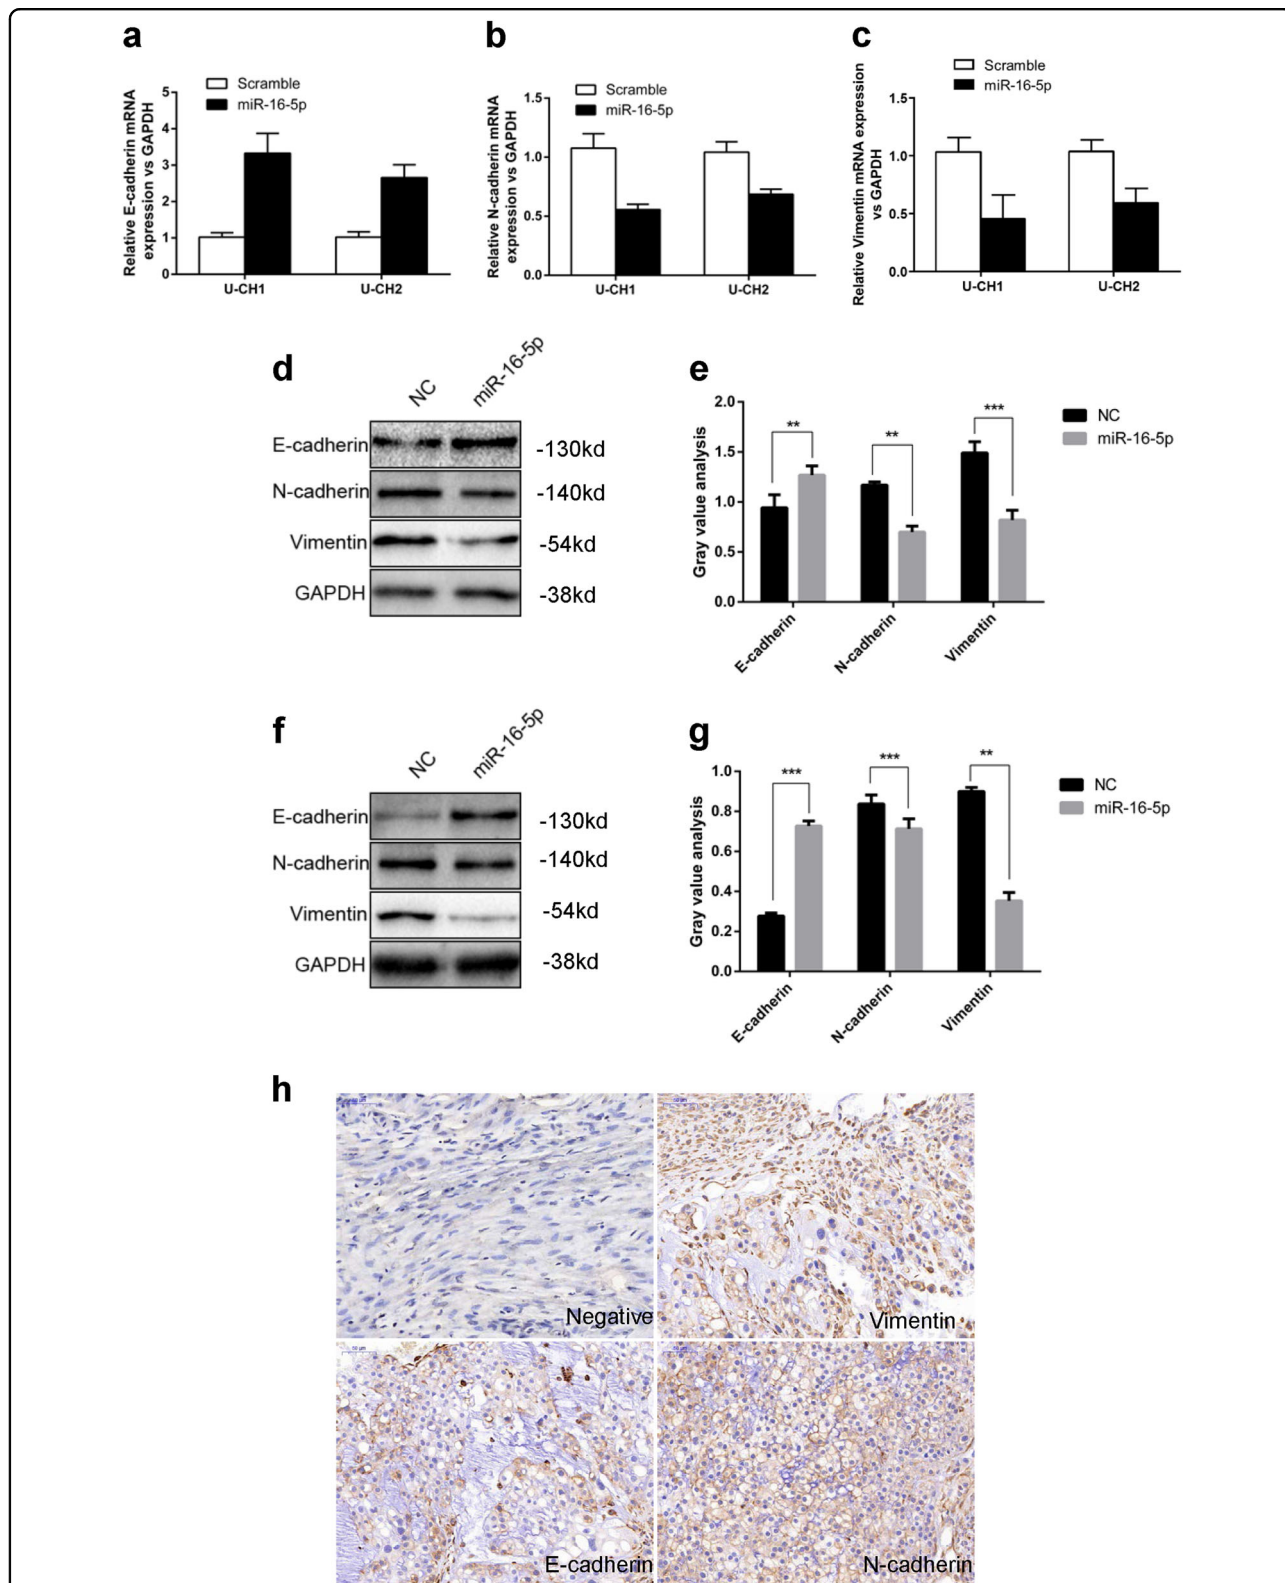 a
Scramble
miR-16-5p
Relative E-cadherin mRNA
expression vs GAPDH
5
4
3
2
1
0
U-CH1
U-CH2
b
Scramble
miR-16-5p
Relative N-cadherin mRNA
expression vs GAPDH
1.5
1.0
0.5
0.0
U-CH1
U-CH2
c
Scramble
miR-16-5p
Relative Vimentin mRNA expression
vs GAPDH
1.5
1.0
0.5
0.0
U-CH1
U-CH2
d
NC
miR-16-5p
E-cadherin
-130kd
N-cadherin
-140kd
Vimentin
-54kd
GAPDH
-38kd
e
NC
miR-16-5p
Gray value analysis
2.0
1.5
1.0
0.5
0.0
**
**
***
E-cadherin
N-cadherin
Vimentin
f
NC
miR-16-5p
E-cadherin
-130kd
N-cadherin
-140kd
Vimentin
-54kd
GAPDH
-38kd
g
NC
miR-16-5p
Gray value analysis
1.0
0.8
0.6
0.4
0.2
0.0
***
***
**
E-cadherin
N-cadherin
Vimentin
h
Negative
Vimentin
E-cadherin
N-cadherin